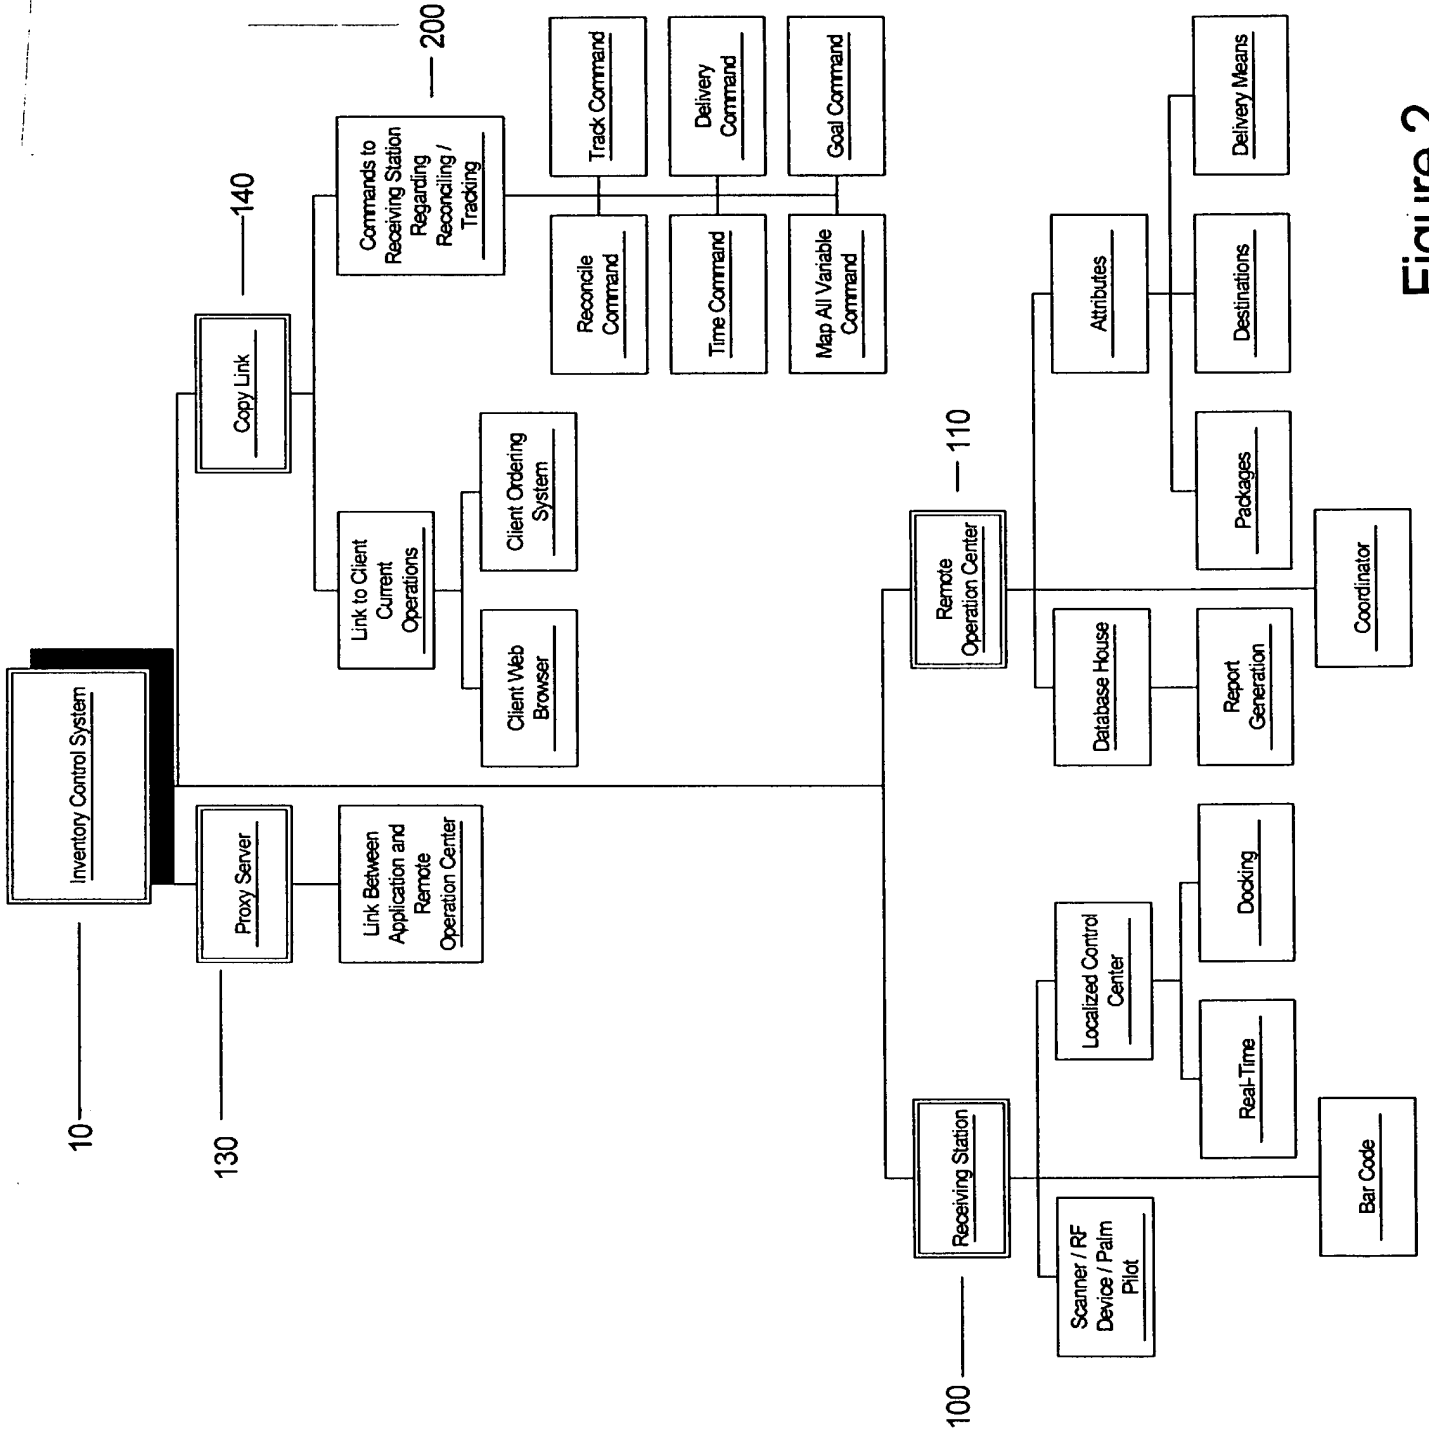 Inventory Control System
10
Proxy Server
130
Copy Link
140
Link Between
Application and
Remote
Operation Center
Link to Client
Current
Operations
Client Web
Browser
Client Ordering
System
Commands to
Receiving Station
Regarding
Reconciling /
Tracking
200
Reconcile
Command
Track Command
Time Command
Delivery
Command
Map All Variable
Command
Goal Command
Receiving Station
100
Remote
Operation Center
110
Scanner / RF
Device / Palm
Pilot
Localized Control
Center
Real-Time
Docking
Bar Code
Database House
Report
Generation
Attributes
Packages
Destinations
Delivery Means
Coordinator
Figure 2